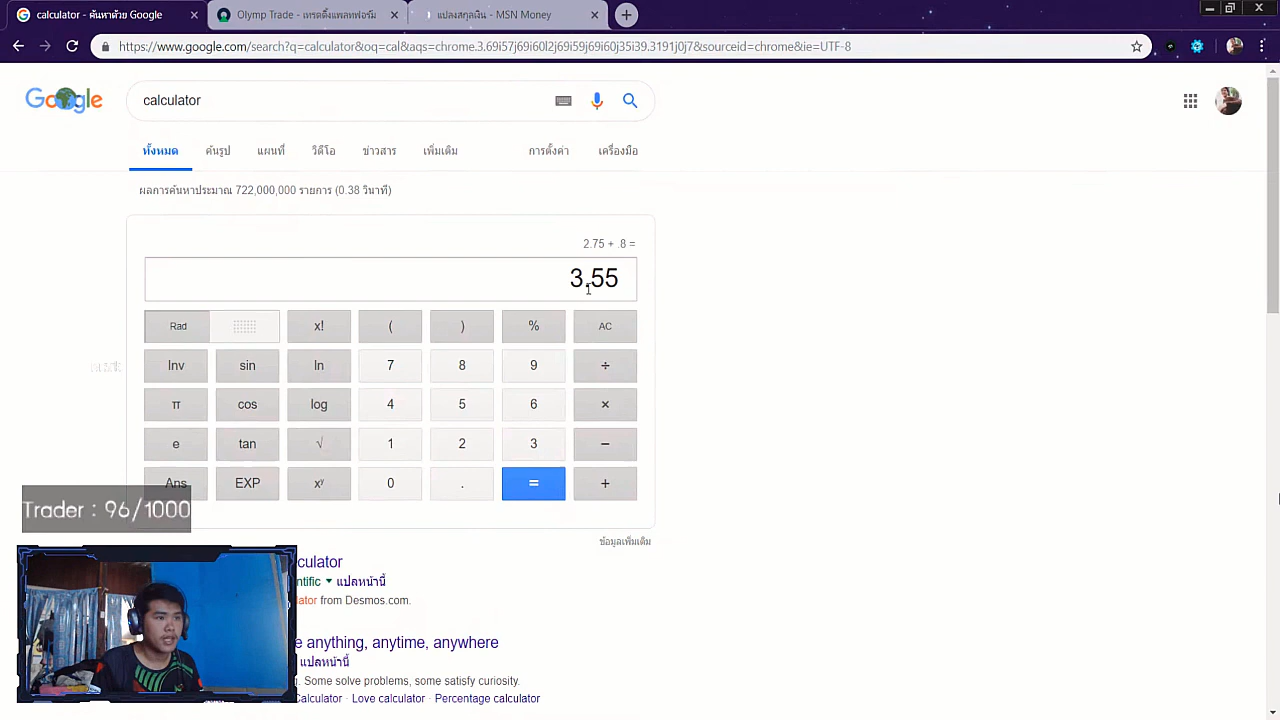 calculator - ค้นหาด้วย Google
Olymp Trade - เทรดดิ้งแพลทฟอร์ม
แปลงสกุลเงิน - MSN Money
https://www.google.com/search?q=calculator&oq=cal&aqs=chrome.3.69i57j69i60l2j69i59j69i60j35i39.3191j0j7&sourceid=chrome&ie=UTF-8
Google
calculator
ทั้งหมด
ค้นรูป
แผนที่
วิดีโอ
ข่าวสาร
เพิ่มเติม
การตั้งค่า
เครื่องมือ
ผลการค้นหาประมาณ 722,000,000 รายการ (0.38 วินาที)
2.75 + .8 =
3.55
Rad x! ( ) % AC
Inv sin ln 7 8 9 ÷
π cos log 4 5 6 ×
e tan √ 1 2 3 −
Ans EXP xʸ 0 . = +
Trader : 96/1000
ข้อมูลเพิ่มเติม
culator
ntific ▼ แปลหน้านี้
lator from Desmos.com.
e anything, anytime, anywhere
แปลหน้านี้
s. Some solve problems, some satisfy curiosity.
Calculator - Love calculator - Percentage calculator